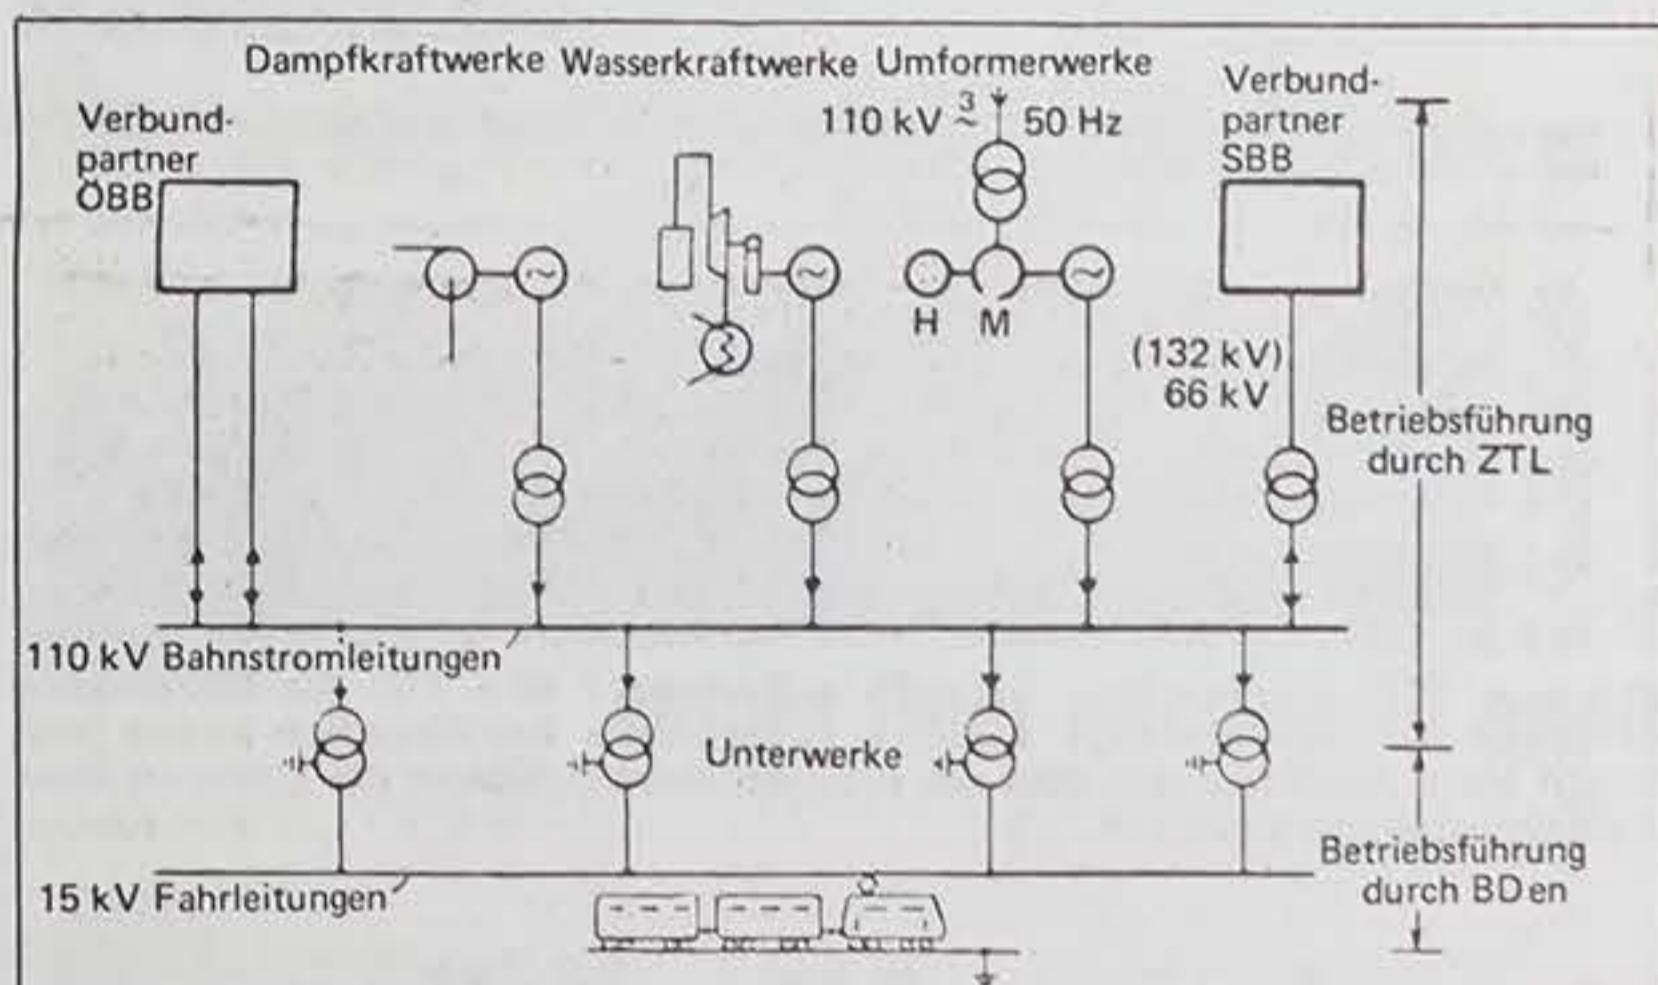 Dampfkraftwerke Wasserkraftwerke Umformerwerke
Verbund-
partner
ÖBB
110 kV 3~ 50 Hz
Verbund-
partner
SBB
H M
(132 kV)
66 kV
Betriebsführung
durch ZTL
110 kV Bahnstromleitungen
Unterwerke
15 kV Fahrleitungen
Betriebsführung
durch BDen